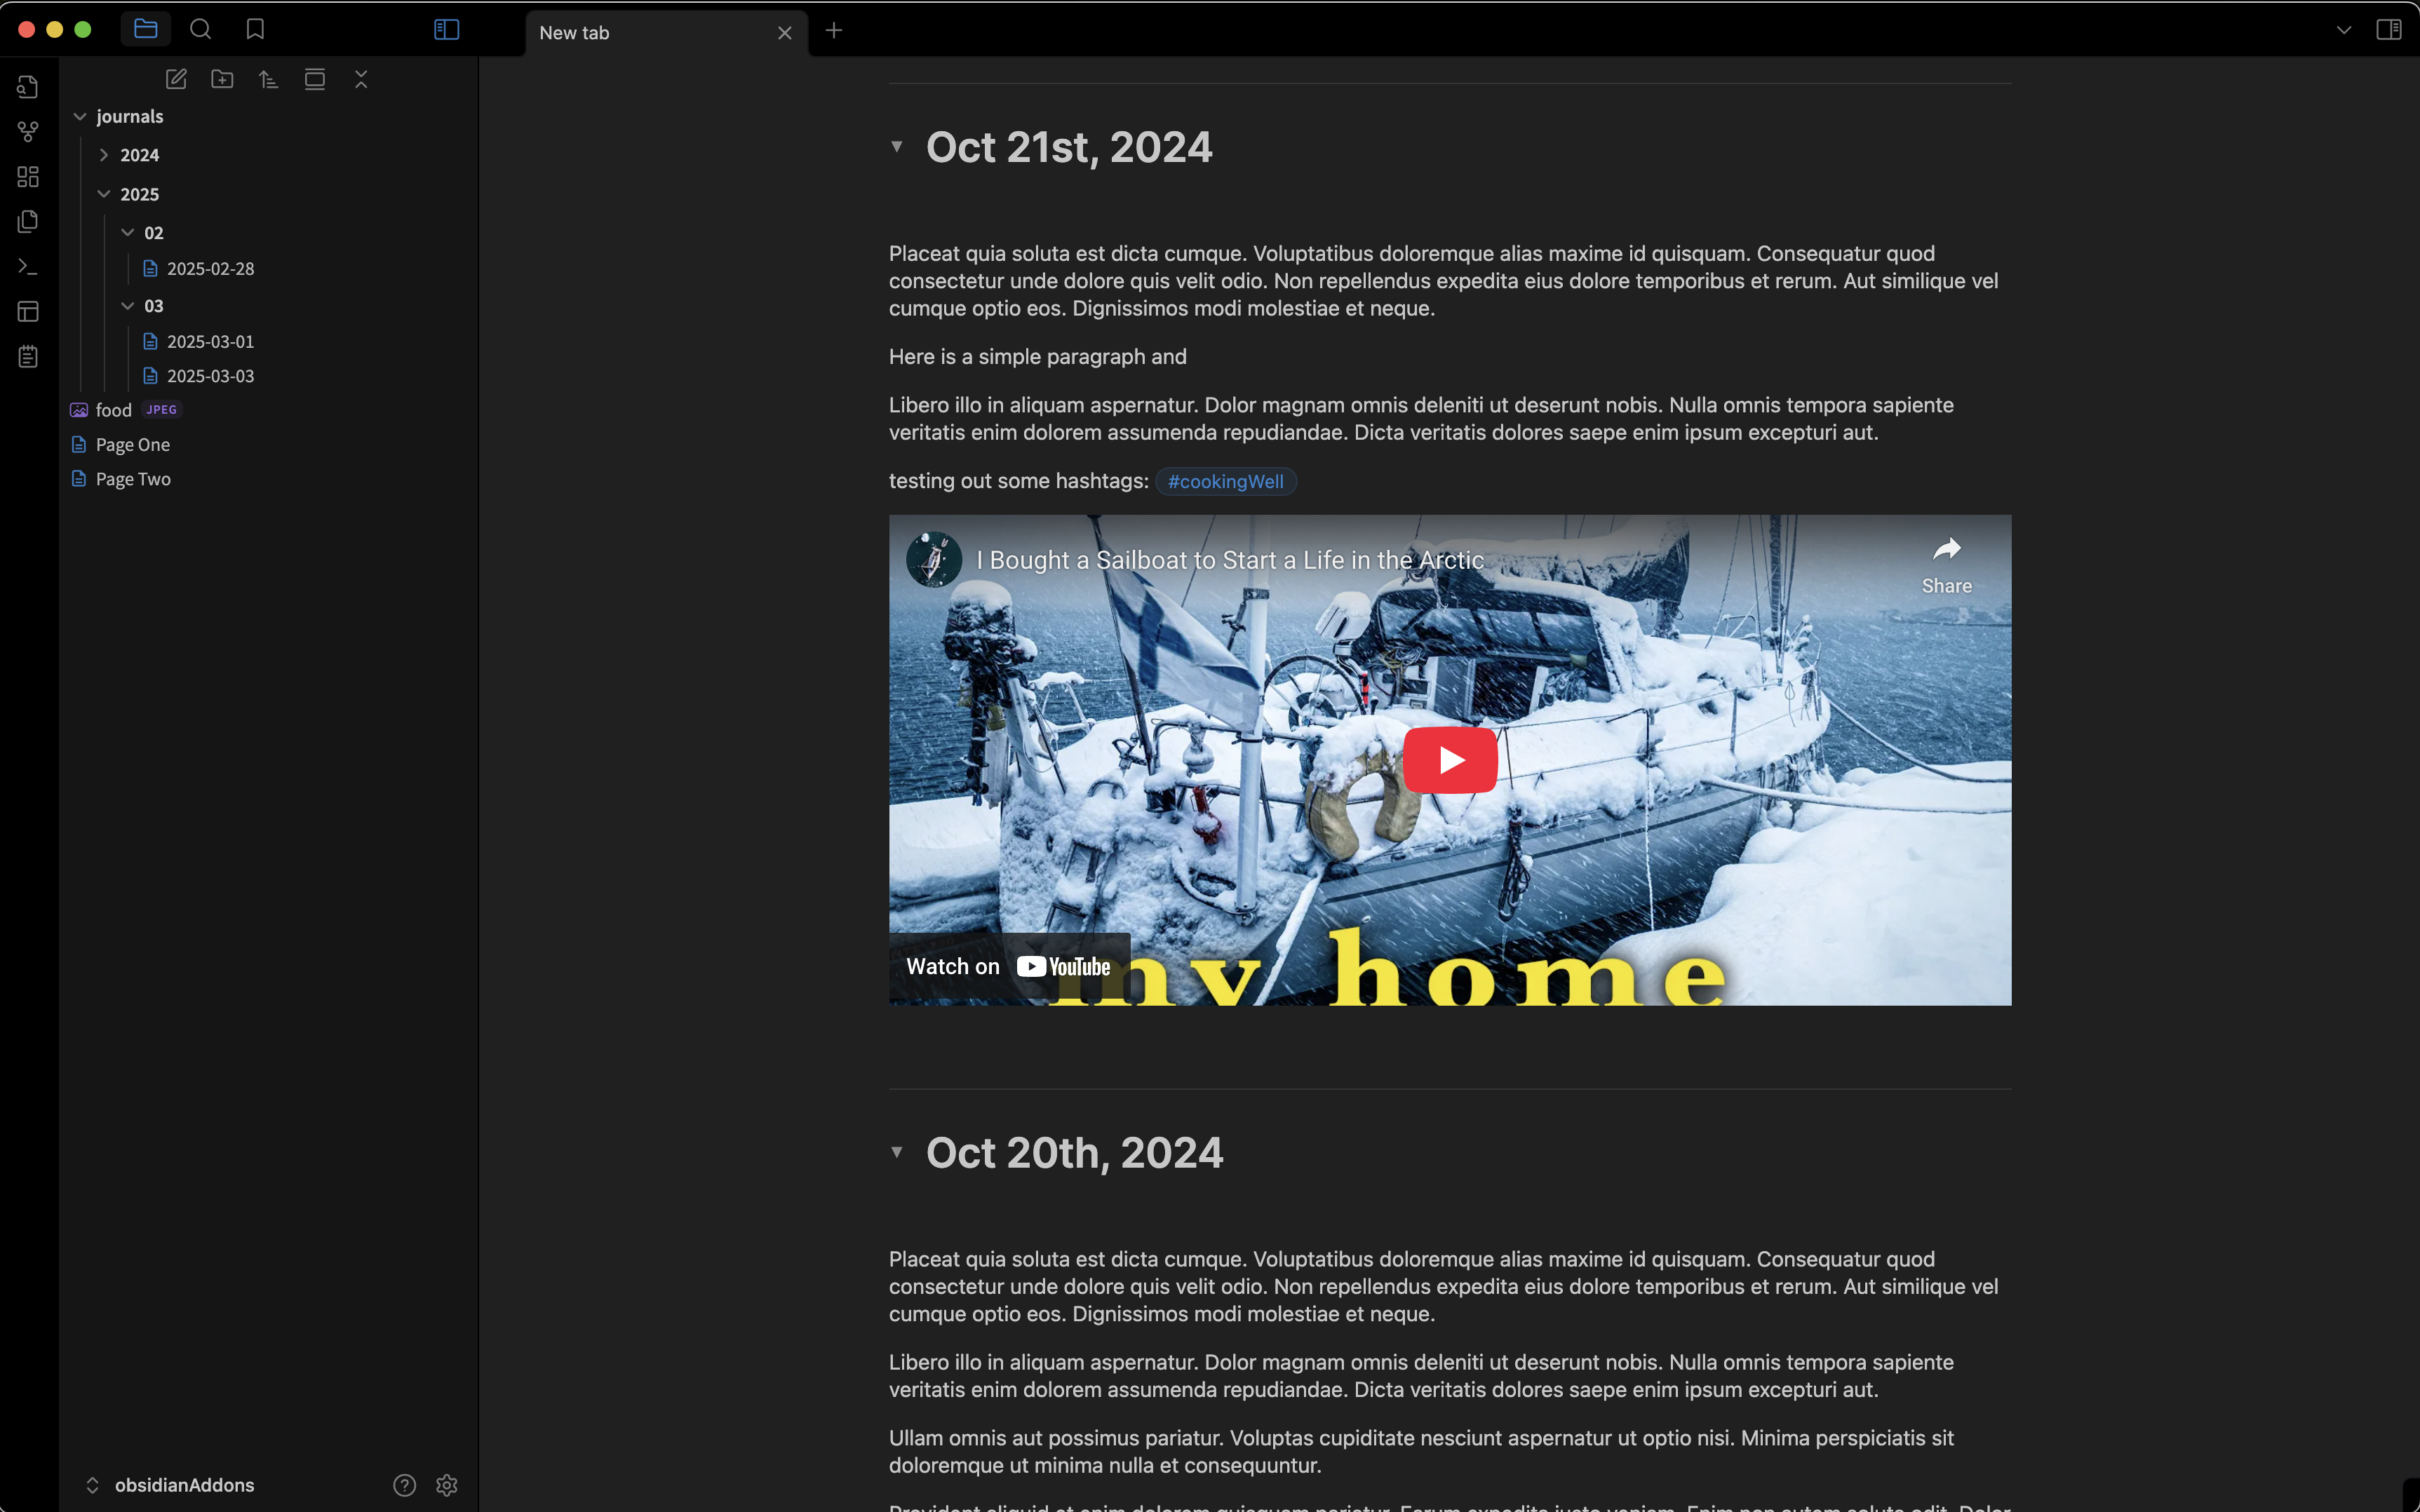 New tab
journals
2024
2025
02
2025-02-28
03
2025-03-01
2025-03-03
food JPEG
Page One
Page Two
obsidianAddons
Oct 21st, 2024
Placeat quia soluta est dicta cumque. Voluptatibus doloremque alias maxime id quisquam. Consequatur quod
consectetur unde dolore quis velit odio. Non repellendus expedita eius dolore temporibus et rerum. Aut similique vel
cumque optio eos. Dignissimos modi molestiae et neque.
Here is a simple paragraph and
Libero illo in aliquam aspernatur. Dolor magnam omnis deleniti ut deserunt nobis. Nulla omnis tempora sapiente
veritatis enim dolorem assumenda repudiandae. Dicta veritatis dolores saepe enim ipsum excepturi aut.
testing out some hashtags: #cookingWell
I Bought a Sailboat to Start a Life in the Arctic
Share
my home
Watch on YouTube
Oct 20th, 2024
Placeat quia soluta est dicta cumque. Voluptatibus doloremque alias maxime id quisquam. Consequatur quod
consectetur unde dolore quis velit odio. Non repellendus expedita eius dolore temporibus et rerum. Aut similique vel
cumque optio eos. Dignissimos modi molestiae et neque.
Libero illo in aliquam aspernatur. Dolor magnam omnis deleniti ut deserunt nobis. Nulla omnis tempora sapiente
veritatis enim dolorem assumenda repudiandae. Dicta veritatis dolores saepe enim ipsum excepturi aut.
Ullam omnis aut possimus pariatur. Voluptas cupiditate nesciunt aspernatur ut optio nisi. Minima perspiciatis sit
doloremque ut minima nulla et consequuntur.